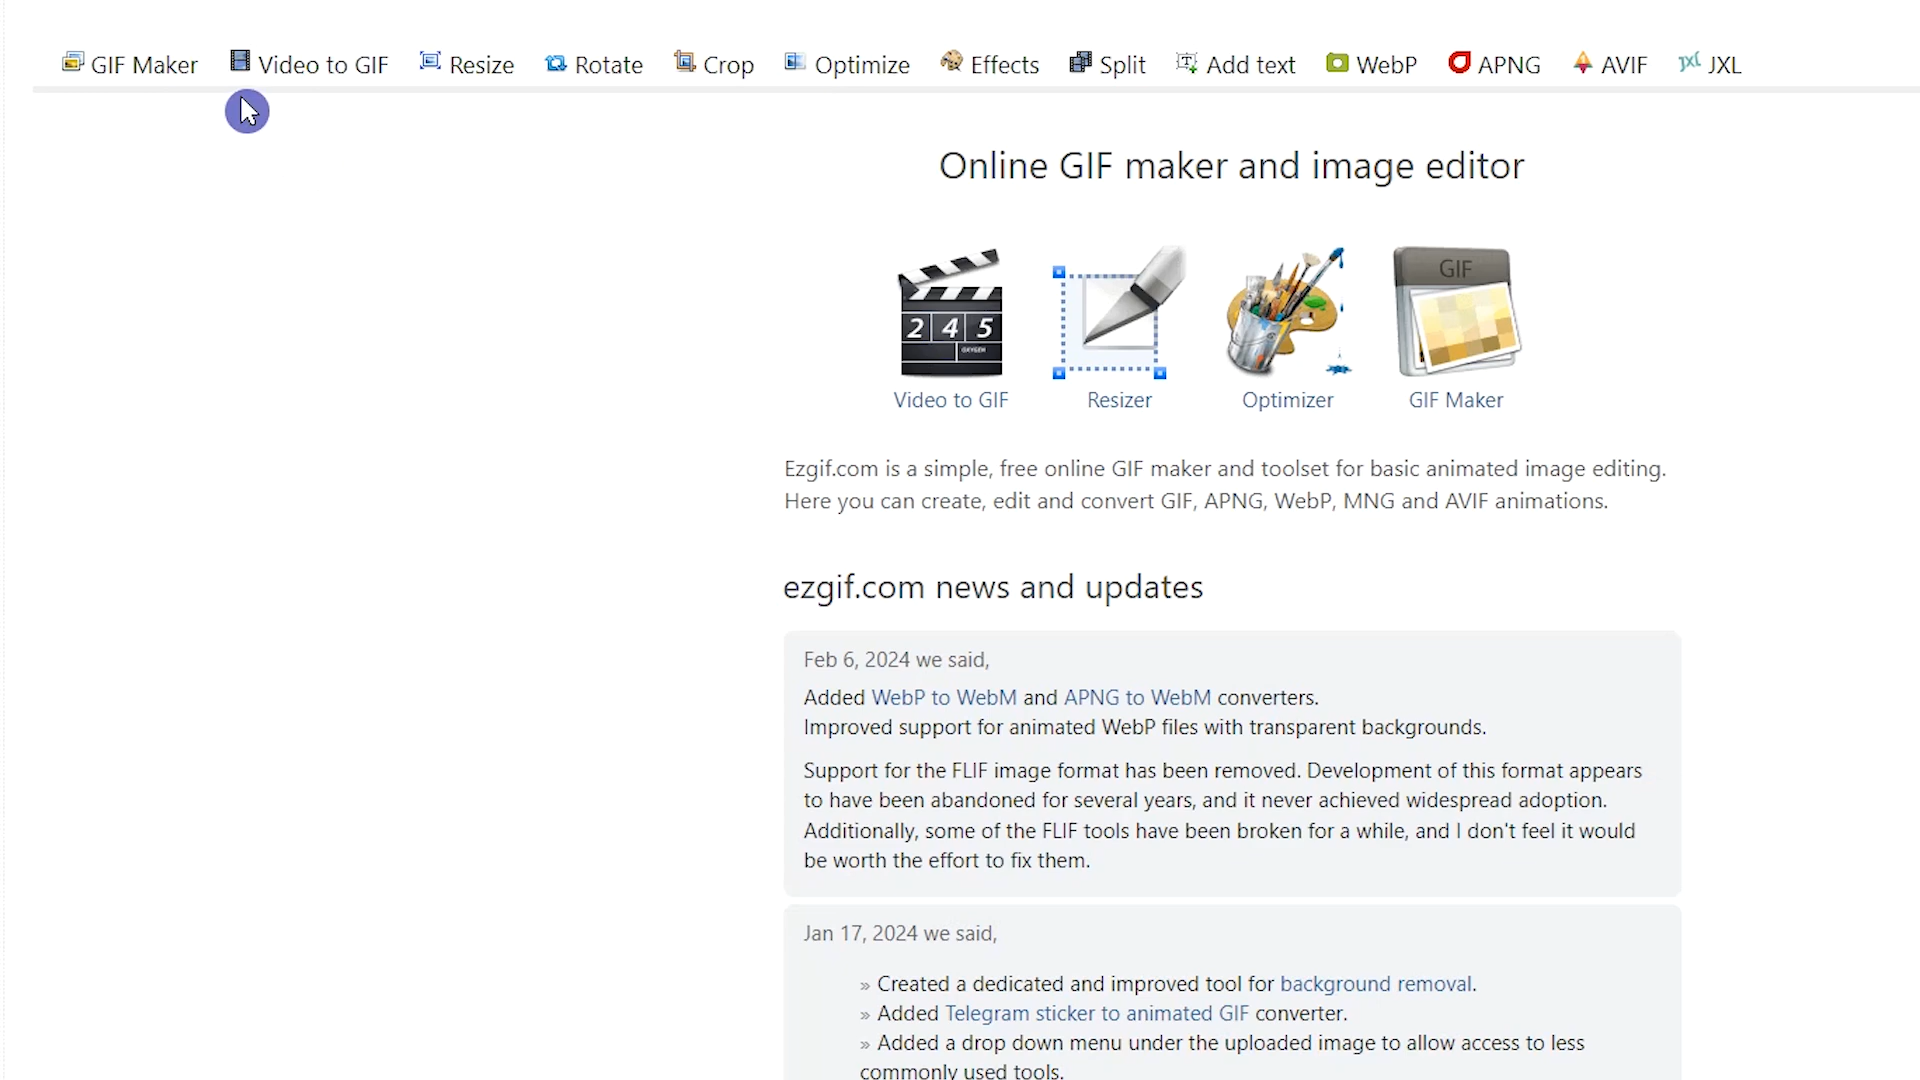 GIF Maker Video to GIF Resize Rotate Crop Optimize Effects Split Add text WebP APNG AVIF JXL
Online GIF maker and image editor
2 4 5
OXYGEN
GIF
Video to GIF Resizer Optimizer GIF Maker
Ezgif.com is a simple, free online GIF maker and toolset for basic animated image editing.
Here you can create, edit and convert GIF, APNG, WebP, MNG and AVIF animations.
ezgif.com news and updates
Feb 6, 2024 we said,
Added WebP to WebM and APNG to WebM converters.
Improved support for animated WebP files with transparent backgrounds.
Support for the FLIF image format has been removed. Development of this format appears
to have been abandoned for several years, and it never achieved widespread adoption.
Additionally, some of the FLIF tools have been broken for a while, and I don't feel it would
be worth the effort to fix them.
Jan 17, 2024 we said,
» Created a dedicated and improved tool for background removal.
» Added Telegram sticker to animated GIF converter.
» Added a drop down menu under the uploaded image to allow access to less
commonly used tools.